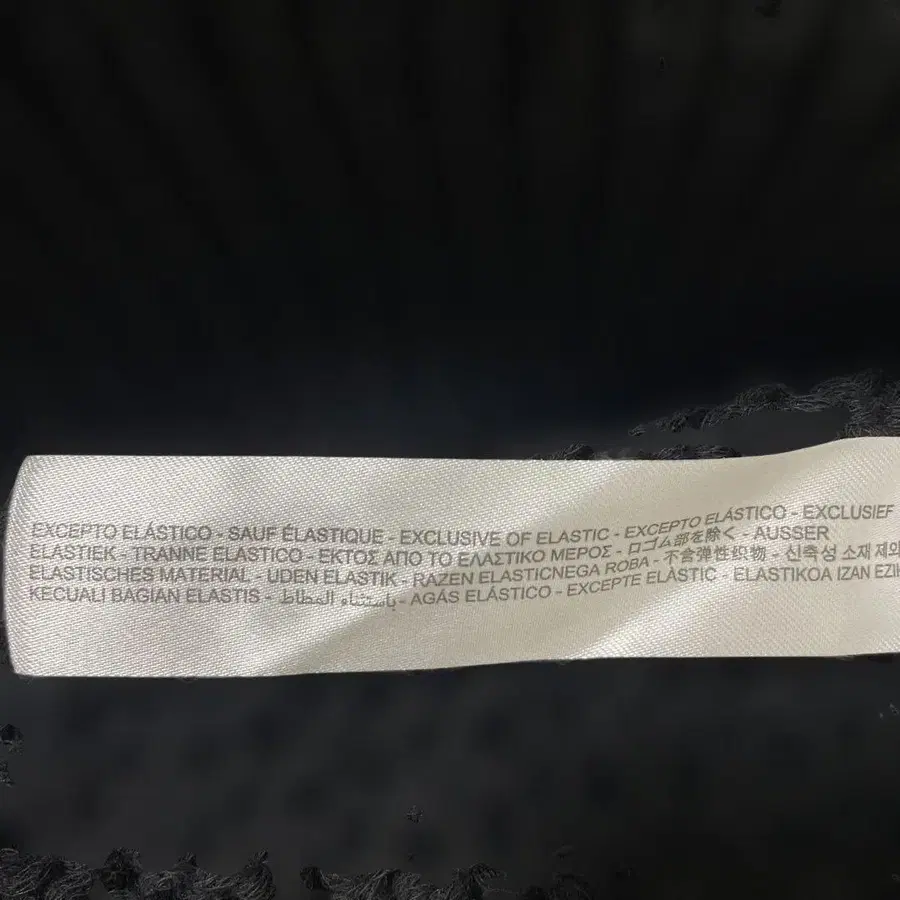 EXCEPTO ELÁSTICO - SAUF ÉLASTIQUE - EXCLUSIVE OF ELASTIC - EXCEPTO ELÁSTICO - EXCLUSIEF
ELASTIEK - TRANNE ELASTICO - ΕΚΤΟΣ ΑΠΟ ΤΟ ΕΛΑΣΤΙΚΟ ΜΕΡΟΣ - ロゴム部を除く - AUSSER
ELASTISCHES MATERIAL - UDEN ELASTIK - RAZEN ELASTICNEGA ROBA - 不含弹性织物 - 신축성 소재 제외
KECUALI BAGIAN ELASTIS - باستثناء المطاط - AGÁS ELÁSTICO - EXCEPTE ELÀSTIC - ELASTIKOA IZAN EZIK